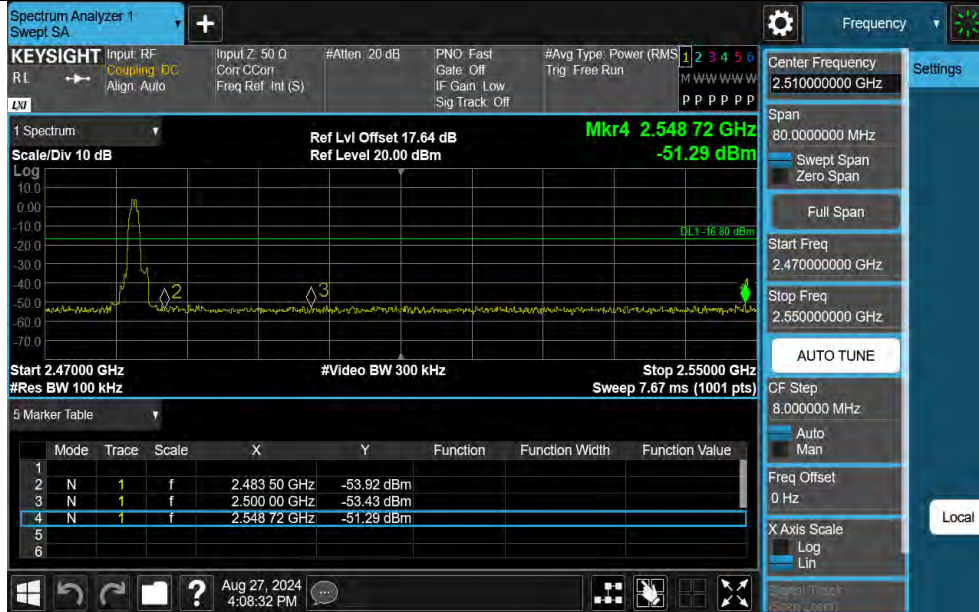 Spectrum Analyzer 1
Swept SA
+
Frequency
KEYSIGHT
RL
LXI
Input: RF
Coupling: DC
Align: Auto
Input Z: 50 Ω
Corr CCorr
Freq Ref: Int (S)
#Atten: 20 dB
PNO: Fast
Gate: Off
IF Gain: Low
Sig Track: Off
#Avg Type: Power (RMS
Trig: Free Run
1 2 3 4 5 6
M W W W W W
P P P P P P
1 Spectrum
Scale/Div 10 dB
Ref Lvl Offset 17.64 dB
Ref Level 20.00 dBm
Mkr4 2.548 72 GHz
-51.29 dBm
Log
10.0
0.00
-10.0
-20.0
-30.0
-40.0
-50.0
-60.0
-70.0
DL1 -16.80 dBm
2
3
Start 2.47000 GHz
#Res BW 100 kHz
#Video BW 300 kHz
Stop 2.55000 GHz
Sweep 7.67 ms (1001 pts)
5 Marker Table
Mode Trace Scale X Y Function Function Width Function Value
1
2 N 1 f 2.483 50 GHz -53.92 dBm
3 N 1 f 2.500 00 GHz -53.43 dBm
4 N 1 f 2.548 72 GHz -51.29 dBm
5
6
?
Aug 27, 2024
4:08:32 PM
Center Frequency
2.510000000 GHz
Span
80.0000000 MHz
Swept Span
Zero Span
Full Span
Start Freq
2.470000000 GHz
Stop Freq
2.550000000 GHz
AUTO TUNE
CF Step
8.000000 MHz
Auto
Man
Freq Offset
0 Hz
X Axis Scale
Log
Lin
Signal Track
Settings
Local